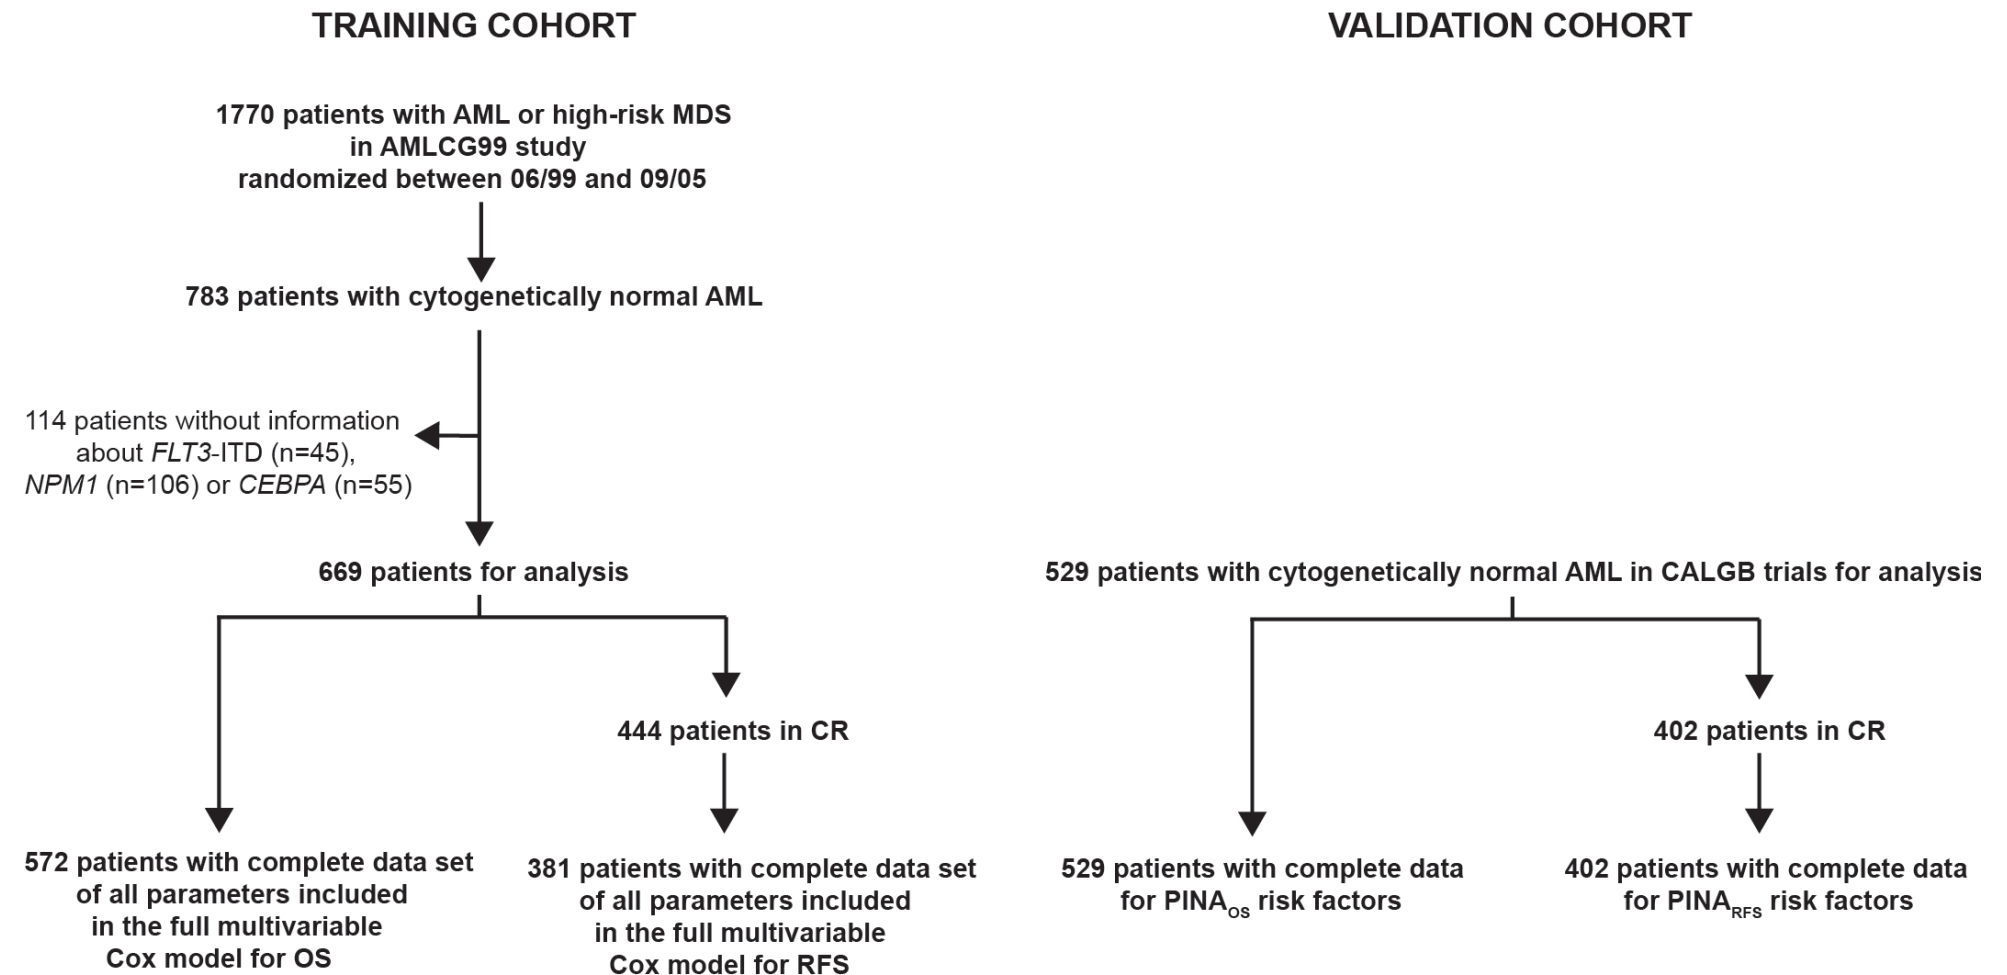 TRAINING COHORT
1770 patients with AML or high-risk MDS
in AMLCG99 study
randomized between 06/99 and 09/05
783 patients with cytogenetically normal AML
114 patients without information
about FLT3-ITD (n=45),
NPM1 (n=106) or CEBPA (n=55)
669 patients for analysis
444 patients in CR
572 patients with complete data set
of all parameters included
in the full multivariable
Cox model for OS
381 patients with complete data set
of all parameters included
in the full multivariable
Cox model for RFS
VALIDATION COHORT
529 patients with cytogenetically normal AML in CALGB trials for analysis
402 patients in CR
529 patients with complete data
for PINAOS risk factors
402 patients with complete data
for PINARFS risk factors